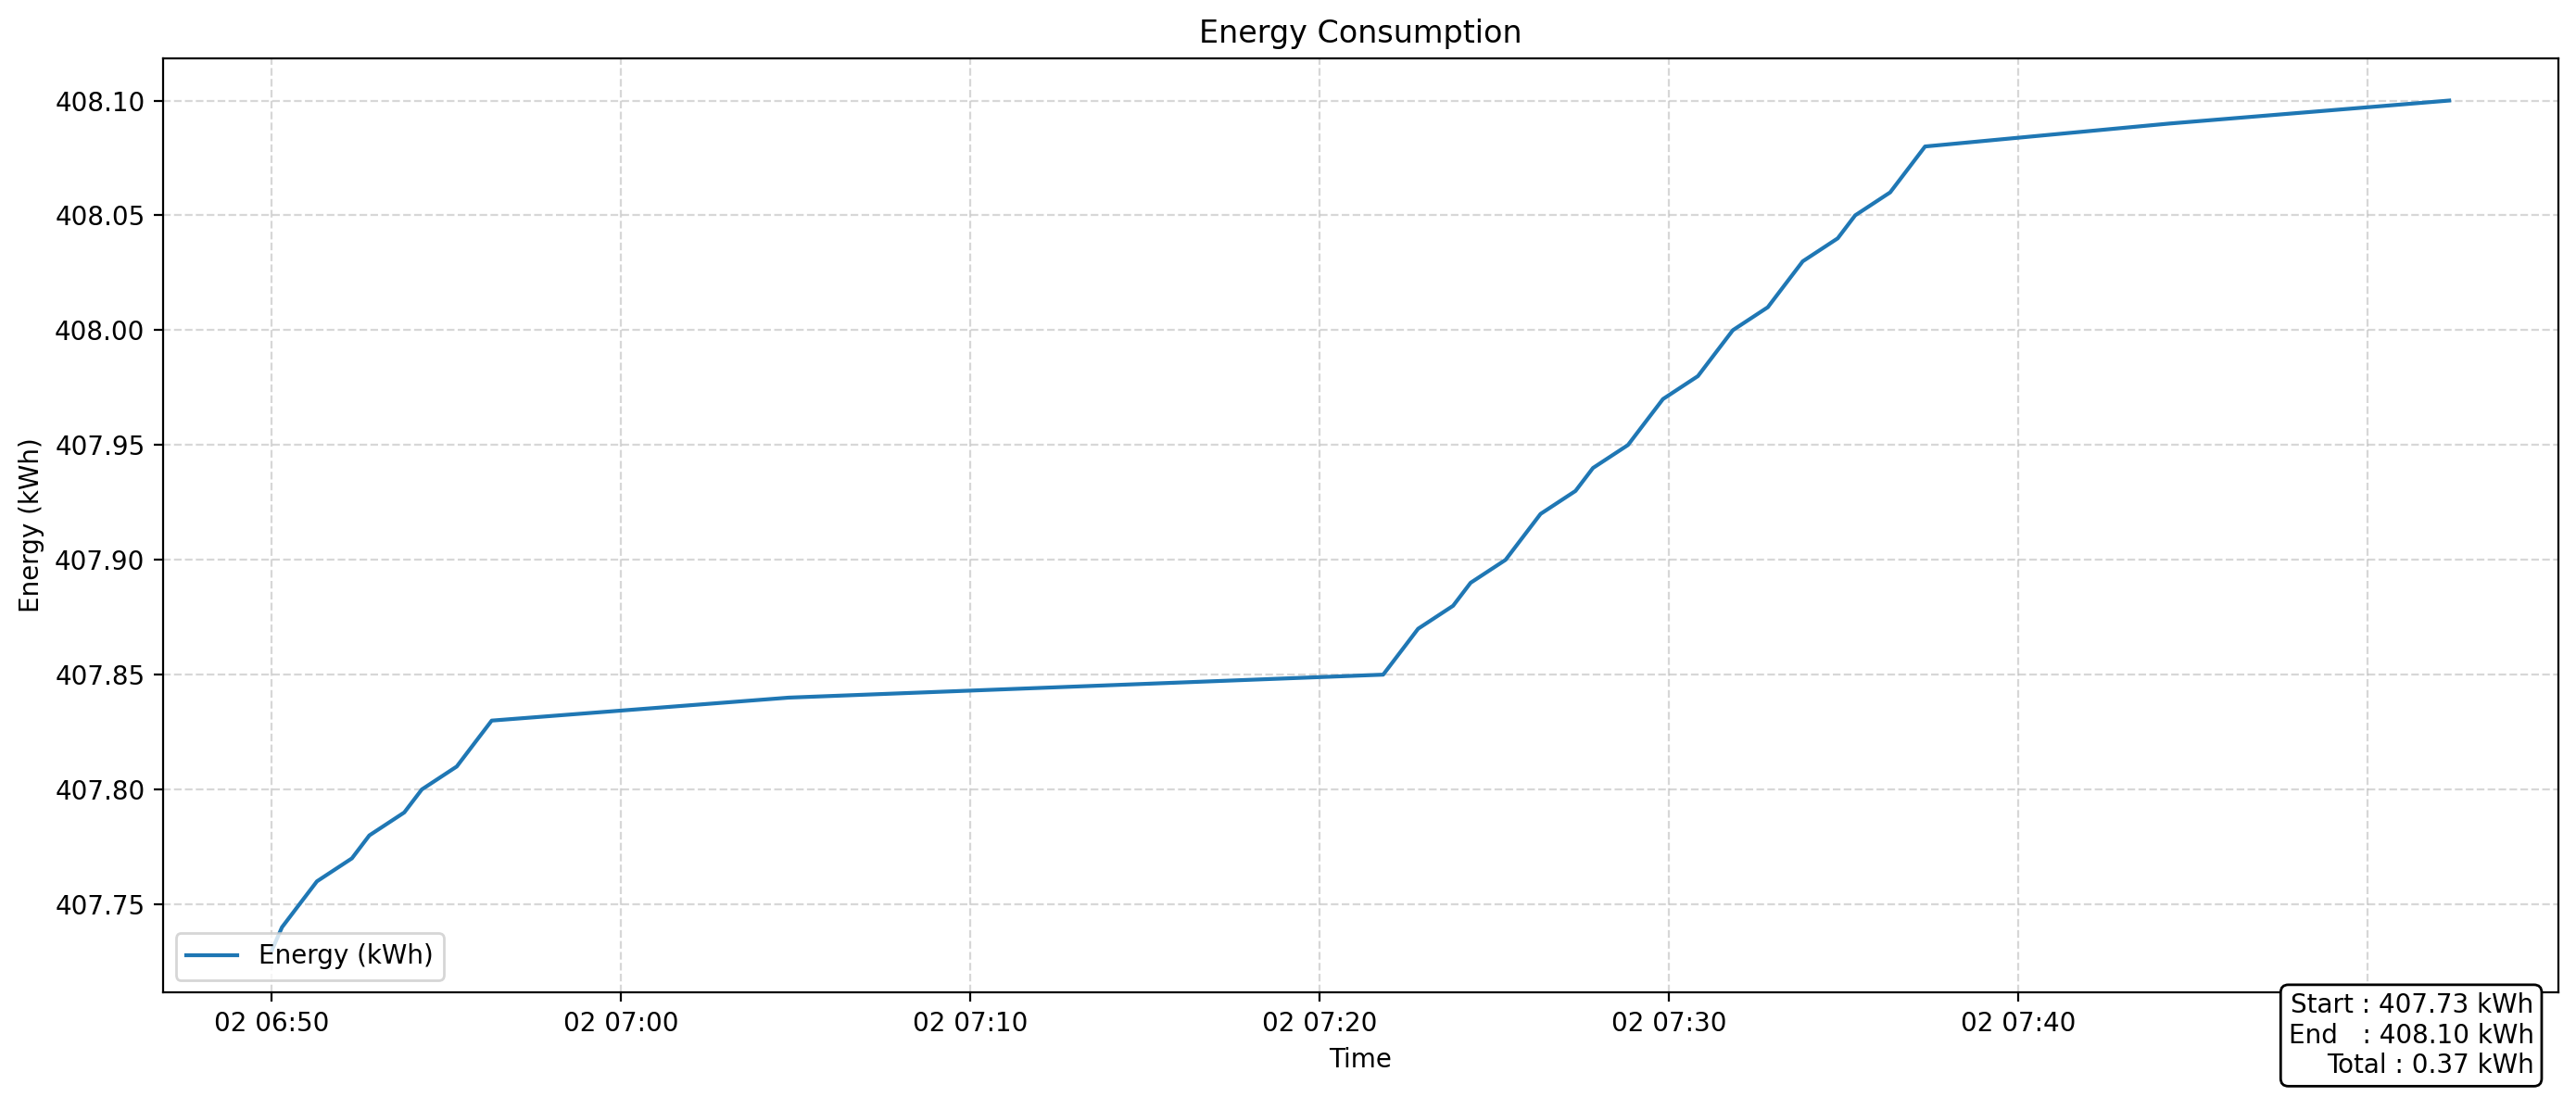 Energy Consumption
408.10
408.05
408.00
407.95
407.90
407.85
407.80
407.75
Energy (kWh)
Energy (kWh)
02 06:50
02 07:00
02 07:10
02 07:20
02 07:30
02 07:40
Time
Start : 407.73 kWh
End   : 408.10 kWh
Total : 0.37 kWh